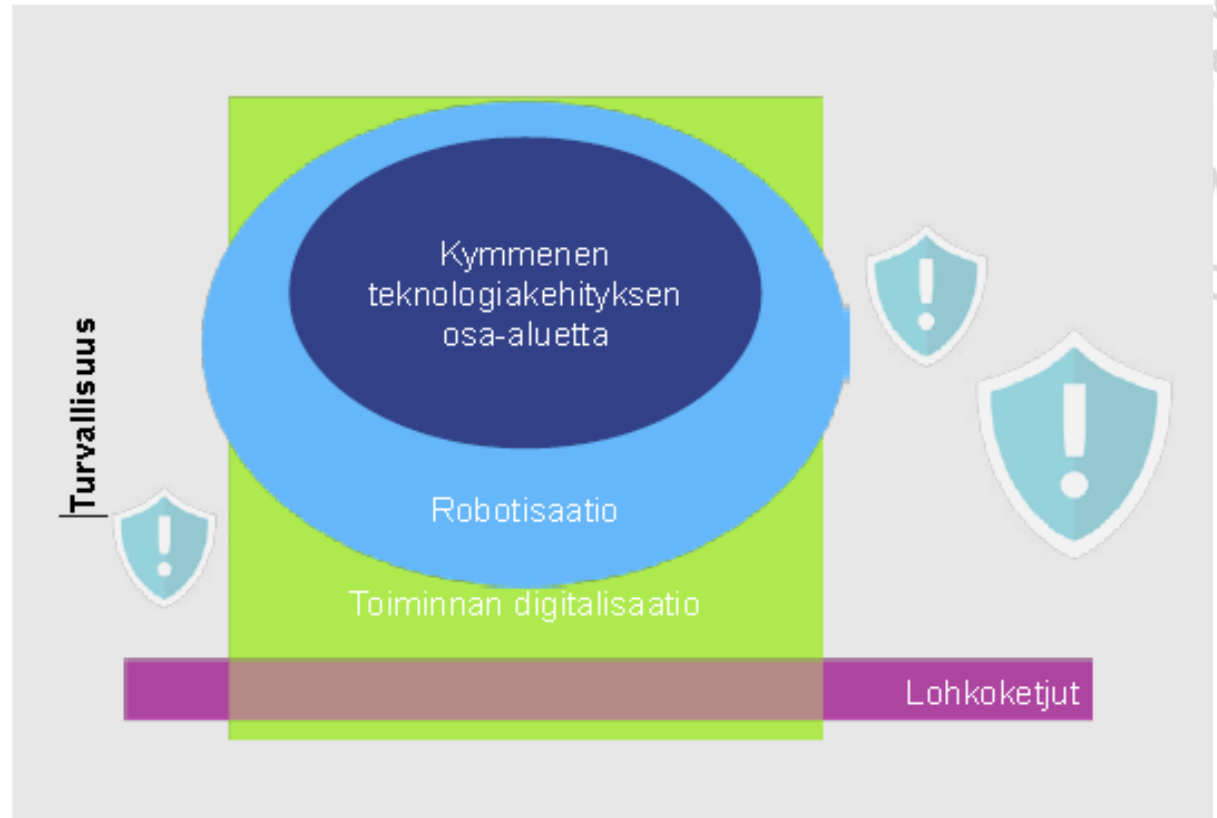 Kymmenen
teknologiakehityksen
osa-aluetta
Turvallisuus
Robotisaatio
Toiminnan digitalisaatio
Lohkoketjut